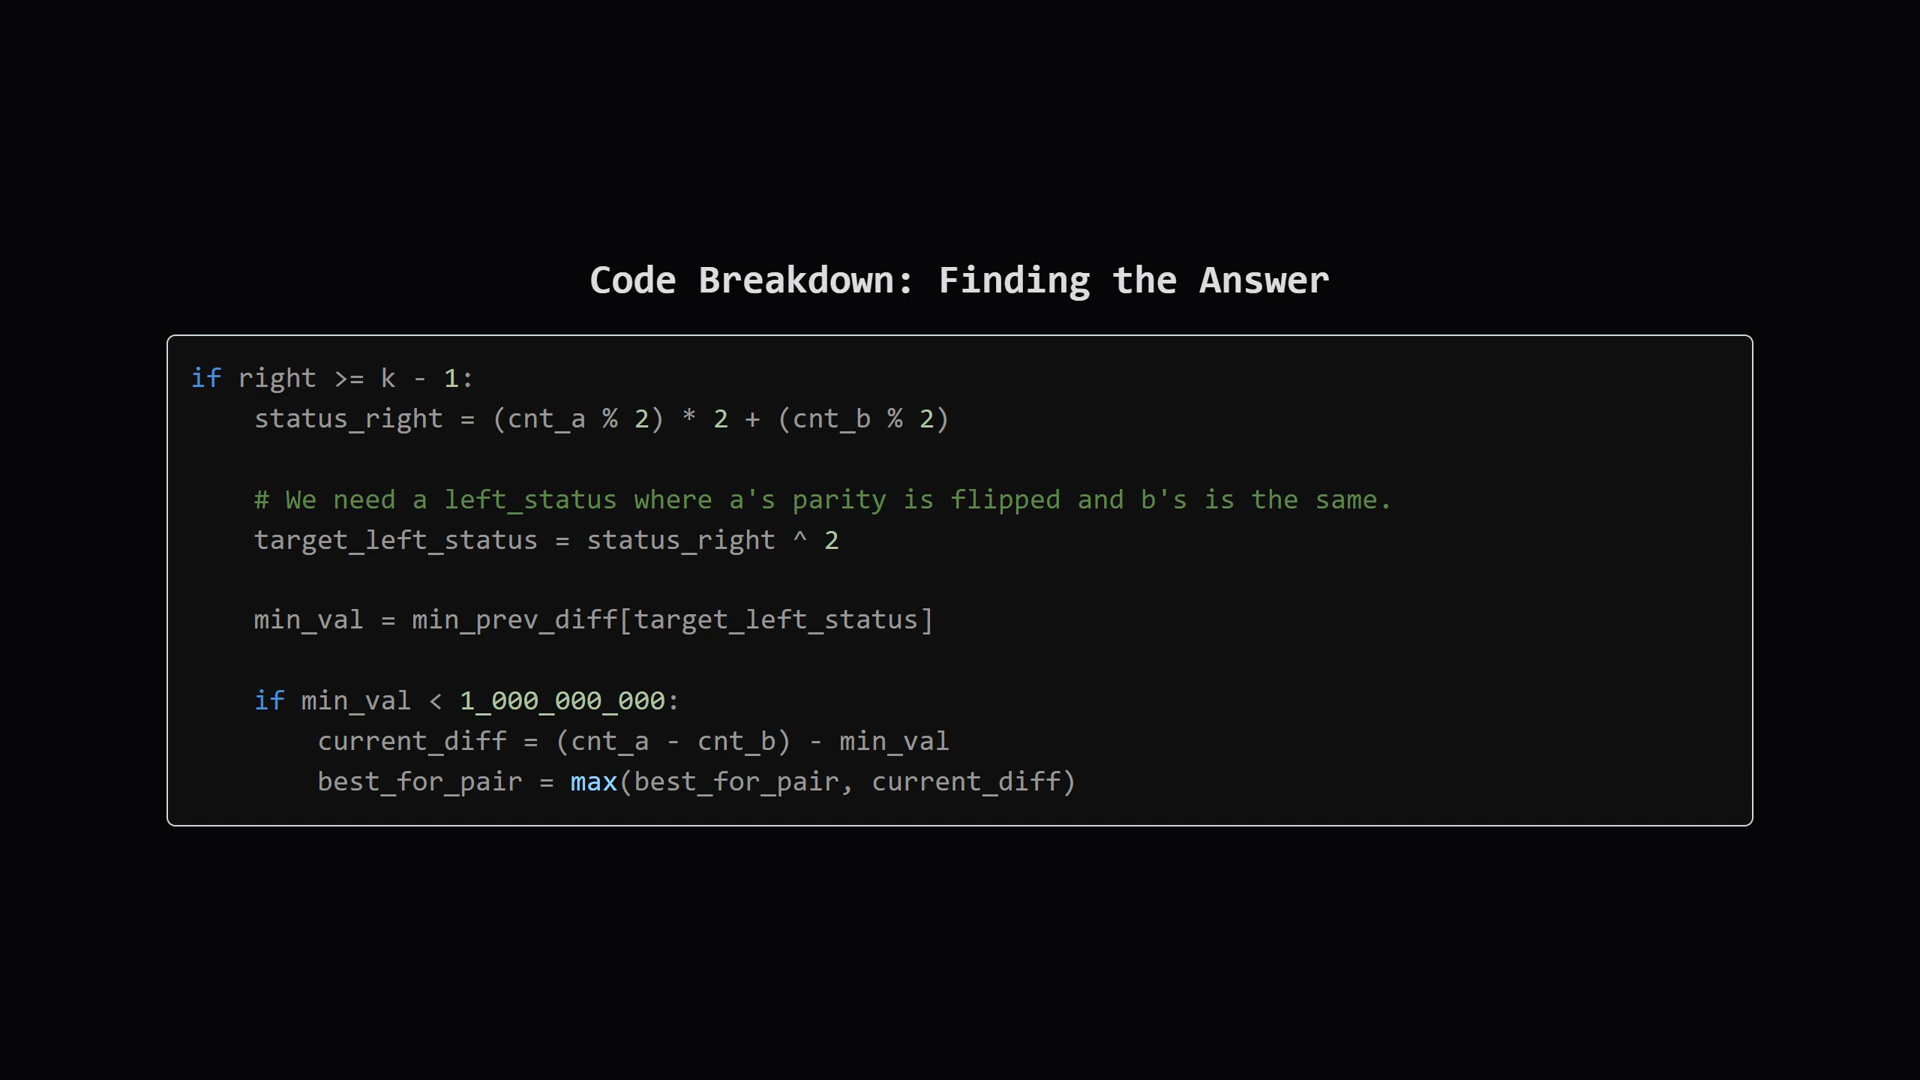 Code Breakdown: Finding the Answer
if right >= k - 1:
    status_right = (cnt_a % 2) * 2 + (cnt_b % 2)
    # We need a left_status where a's parity is flipped and b's is the same.
    target_left_status = status_right ^ 2
    min_val = min_prev_diff[target_left_status]
    if min_val < 1_000_000_000:
        current_diff = (cnt_a - cnt_b) - min_val
        best_for_pair = max(best_for_pair, current_diff)